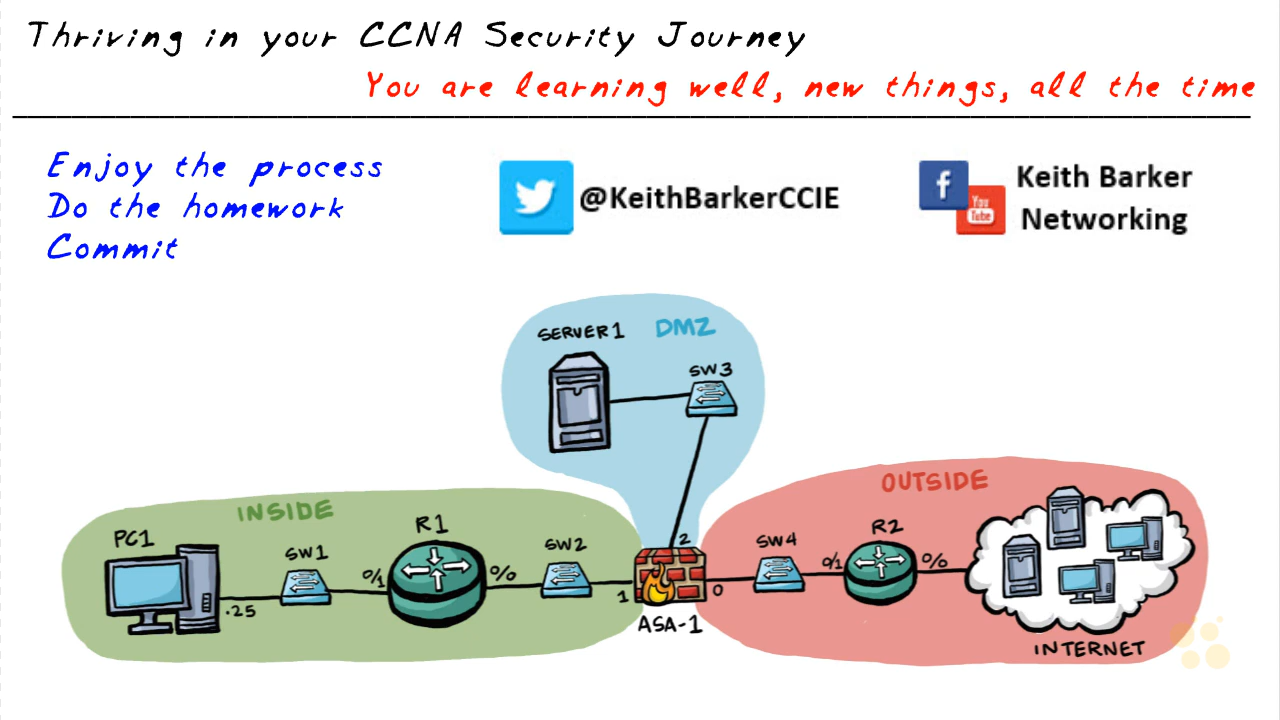 Thriving in your CCNA Security Journey
You are learning well, new things, all the time
Enjoy the process
Do the homework
Commit
@KeithBarkerCCIE
f
You
Tube
Keith Barker
Networking
SERVER1
DMZ
SW3
INSIDE
OUTSIDE
PC1
SW1
R1
SW2
2
SW4
R2
0/1
0/0
0/1
0/0
.25
1
0
ASA-1
INTERNET